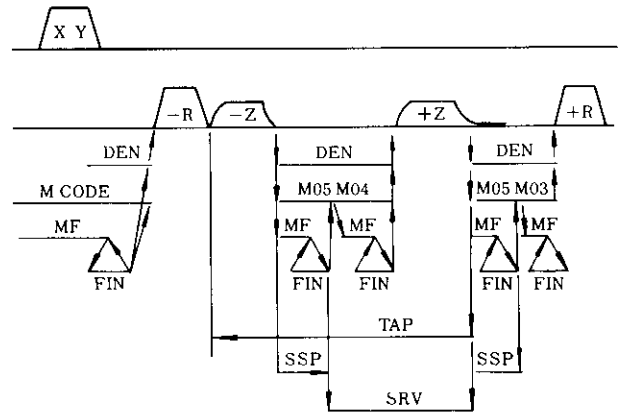 X Y
−R −Z +Z +R
DEN DEN DEN
M CODE M05 M04 M05 M03
MF MF MF MF MF
FIN FIN FIN FIN FIN
TAP
SSP SSP
SRV